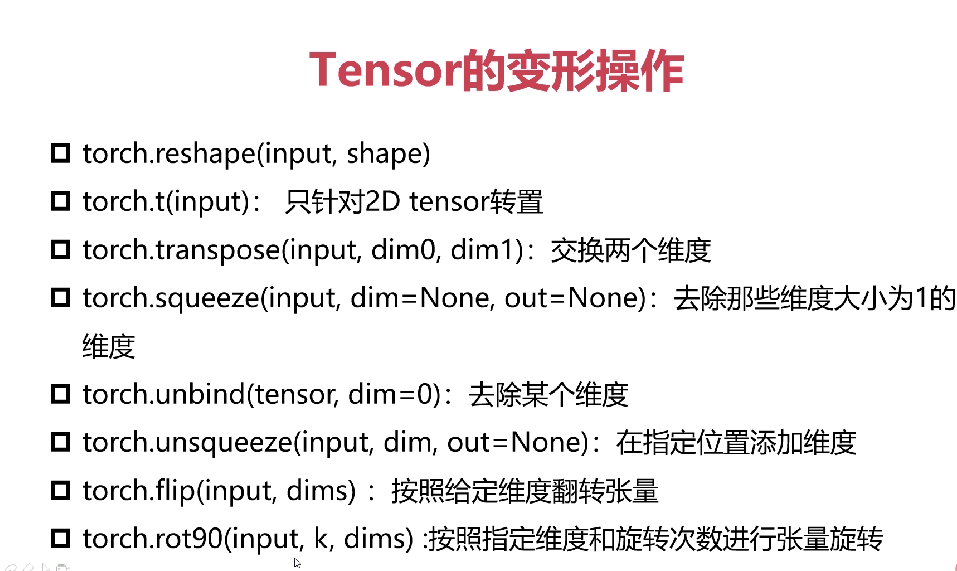 Tensor的变形操作
torch.reshape(input, shape)
torch.t(input)： 只针对2D tensor转置
torch.transpose(input, dim0, dim1)：交换两个维度
torch.squeeze(input, dim=None, out=None)：去除那些维度大小为1的
维度
torch.unbind(tensor, dim=0)：去除某个维度
torch.unsqueeze(input, dim, out=None)：在指定位置添加维度
torch.flip(input, dims) ：按照给定维度翻转张量
torch.rot90(input, k, dims) :按照指定维度和旋转次数进行张量旋转